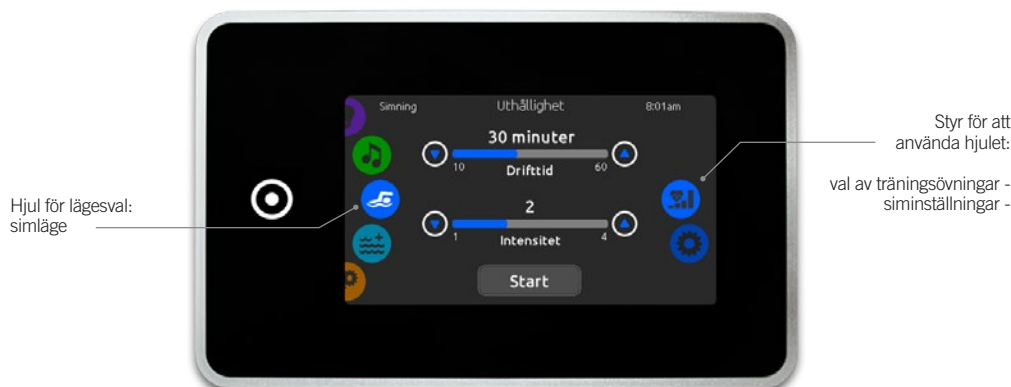 Simning
Uthållighet
8:01am
30 minuter
10
Drifttid
60
2
1
Intensitet
4
Start
Hjul för lägesval:
simläge
Styr för att
använda hjulet:
val av träningsövningar -
siminställningar -